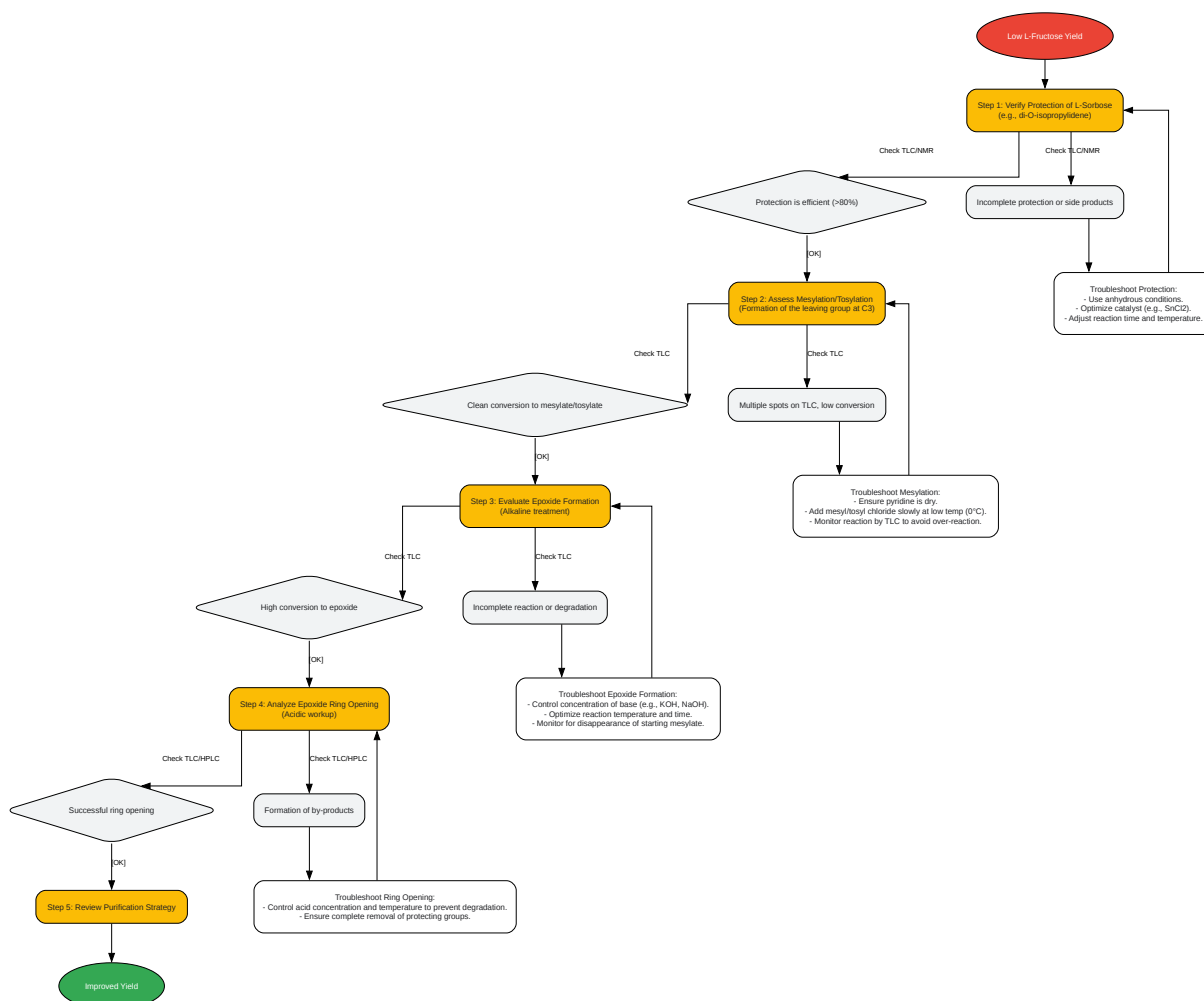 Low L-Fructose Yield
Step 1: Verify Protection of L-Sorbose
(e.g., di-O-isopropylidene)
Check TLC/NMR
Check TLC/NMR
Protection is efficient (>80%)
Incomplete protection or side products
[OK]
Troubleshoot Protection:
- Use anhydrous conditions.
- Optimize catalyst (e.g., SnCl2).
- Adjust reaction time and temperature.
Step 2: Assess Mesylation/Tosylation
(Formation of the leaving group at C3)
Check TLC
Check TLC
Clean conversion to mesylate/tosylate
Multiple spots on TLC, low conversion
[OK]
Troubleshoot Mesylation:
- Ensure pyridine is dry.
- Add mesyl/tosyl chloride slowly at low temp (0°C).
- Monitor reaction by TLC to avoid over-reaction.
Step 3: Evaluate Epoxide Formation
(Alkaline treatment)
Check TLC
Check TLC
High conversion to epoxide
Incomplete reaction or degradation
[OK]
Troubleshoot Epoxide Formation:
- Control concentration of base (e.g., KOH, NaOH).
- Optimize reaction temperature and time.
- Monitor for disappearance of starting mesylate.
Step 4: Analyze Epoxide Ring Opening
(Acidic workup)
Check TLC/HPLC
Check TLC/HPLC
Successful ring opening
Formation of by-products
[OK]
Troubleshoot Ring Opening:
- Control acid concentration and temperature to prevent degradation.
- Ensure complete removal of protecting groups.
Step 5: Review Purification Strategy
Improved Yield